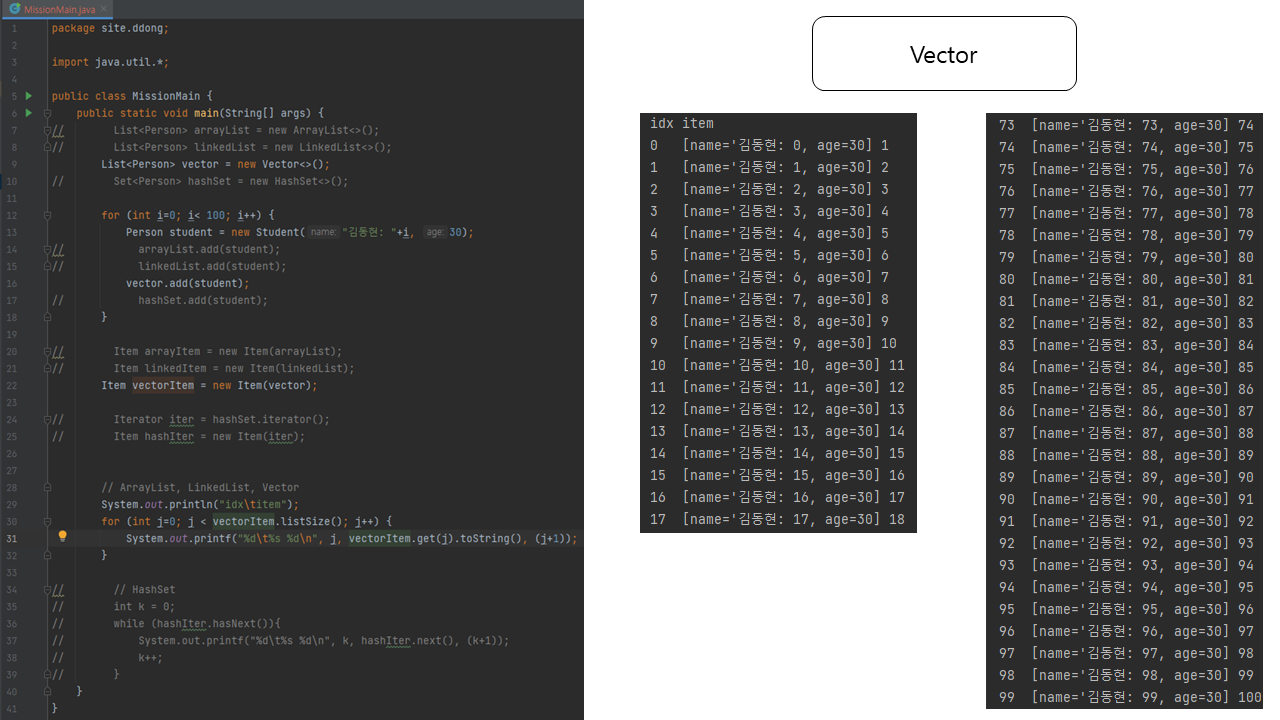 MissionMain.java
1 package site.ddong;
2
3 import java.util.*;
4
5 public class MissionMain {
6 public static void main(String[] args) {
7 // List<Person> arrayList = new ArrayList<>();
8 // List<Person> linkedList = new LinkedList<>();
9 List<Person> vector = new Vector<>();
10 // Set<Person> hashSet = new HashSet<>();
11
12 for (int i=0; i< 100; i++) {
13 Person student = new Student( name: "김동현: "+i, age: 30);
14 // arrayList.add(student);
15 // linkedList.add(student);
16 vector.add(student);
17 // hashSet.add(student);
18 }
19
20 // Item arrayItem = new Item(arrayList);
21 // Item linkedItem = new Item(linkedList);
22 Item vectorItem = new Item(vector);
23
24 // Iterator iter = hashSet.iterator();
25 // Item hashIter = new Item(iter);
26
27
28 // ArrayList, LinkedList, Vector
29 System.out.println("idx\titem");
30 for (int j=0; j < vectorItem.listSize(); j++) {
31 System.out.printf("%d\t%s %d\n", j, vectorItem.get(j).toString(), (j+1));
32 }
33
34 // // HashSet
35 // int k = 0;
36 // while (hashIter.hasNext()){
37 // System.out.printf("%d\t%s %d\n", k, hashIter.next(), (k+1));
38 // k++;
39 // }
40 }
41 }
Vector
idx item
0 [name='김동현: 0, age=30] 1
1 [name='김동현: 1, age=30] 2
2 [name='김동현: 2, age=30] 3
3 [name='김동현: 3, age=30] 4
4 [name='김동현: 4, age=30] 5
5 [name='김동현: 5, age=30] 6
6 [name='김동현: 6, age=30] 7
7 [name='김동현: 7, age=30] 8
8 [name='김동현: 8, age=30] 9
9 [name='김동현: 9, age=30] 10
10 [name='김동현: 10, age=30] 11
11 [name='김동현: 11, age=30] 12
12 [name='김동현: 12, age=30] 13
13 [name='김동현: 13, age=30] 14
14 [name='김동현: 14, age=30] 15
15 [name='김동현: 15, age=30] 16
16 [name='김동현: 16, age=30] 17
17 [name='김동현: 17, age=30] 18
73 [name='김동현: 73, age=30] 74
74 [name='김동현: 74, age=30] 75
75 [name='김동현: 75, age=30] 76
76 [name='김동현: 76, age=30] 77
77 [name='김동현: 77, age=30] 78
78 [name='김동현: 78, age=30] 79
79 [name='김동현: 79, age=30] 80
80 [name='김동현: 80, age=30] 81
81 [name='김동현: 81, age=30] 82
82 [name='김동현: 82, age=30] 83
83 [name='김동현: 83, age=30] 84
84 [name='김동현: 84, age=30] 85
85 [name='김동현: 85, age=30] 86
86 [name='김동현: 86, age=30] 87
87 [name='김동현: 87, age=30] 88
88 [name='김동현: 88, age=30] 89
89 [name='김동현: 89, age=30] 90
90 [name='김동현: 90, age=30] 91
91 [name='김동현: 91, age=30] 92
92 [name='김동현: 92, age=30] 93
93 [name='김동현: 93, age=30] 94
94 [name='김동현: 94, age=30] 95
95 [name='김동현: 95, age=30] 96
96 [name='김동현: 96, age=30] 97
97 [name='김동현: 97, age=30] 98
98 [name='김동현: 98, age=30] 99
99 [name='김동현: 99, age=30] 100